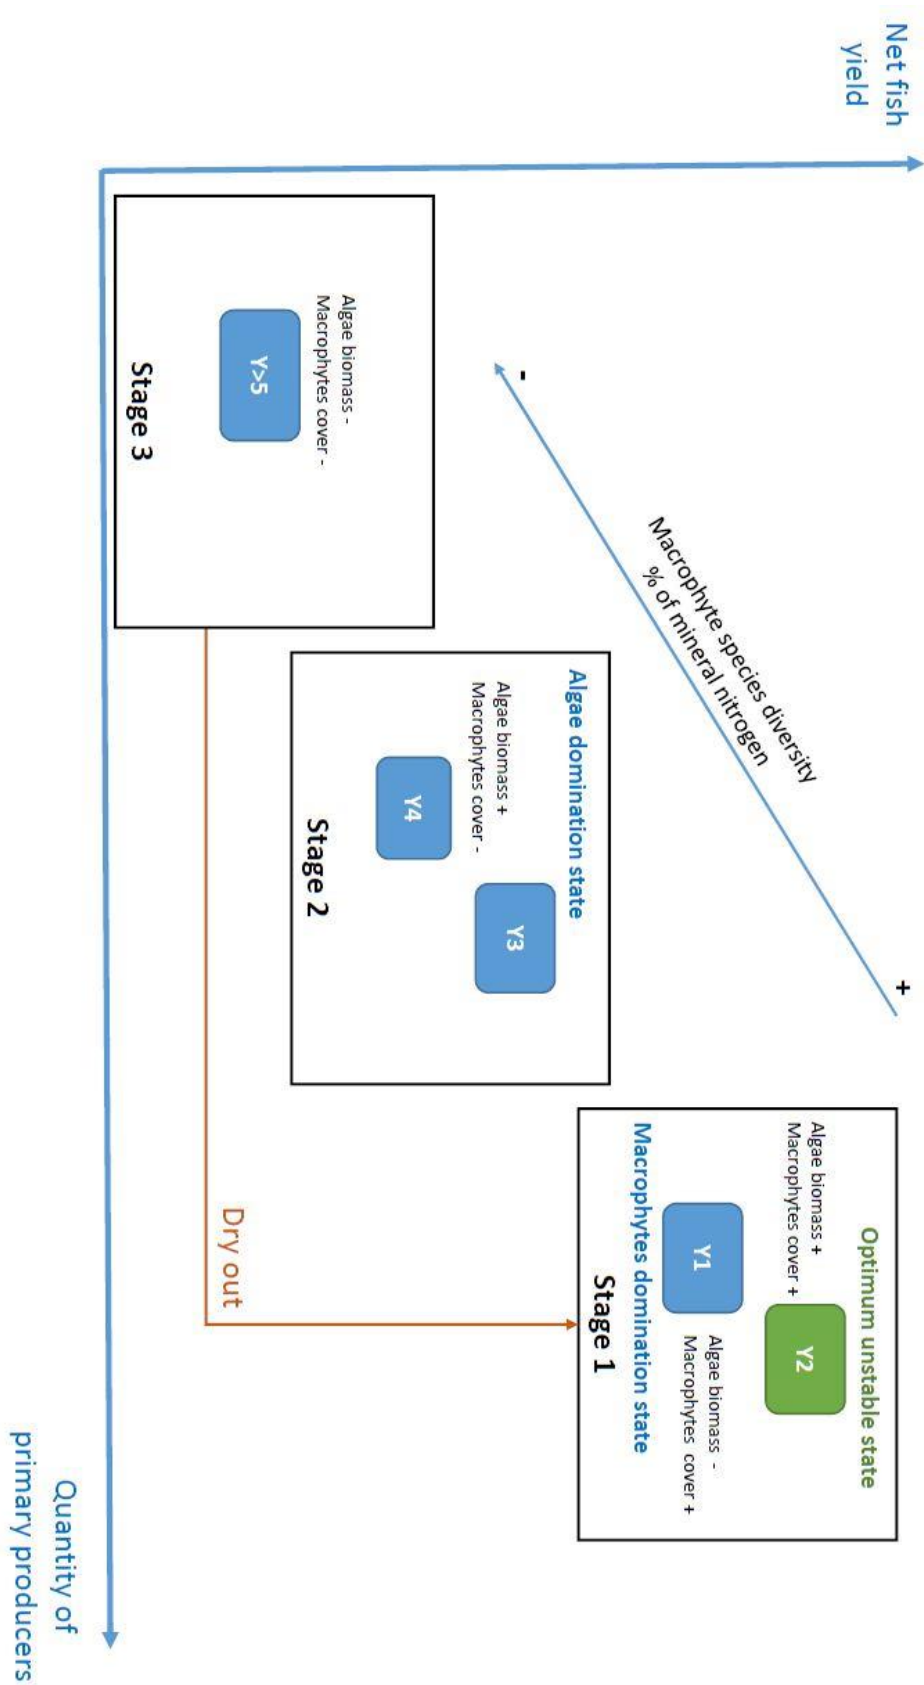 Net fish
yield
+
-
Macrophyte species diversity
% of mineral nitrogen
Optimum unstable state
Algae biomass +
Macrophytes cover +
Y2
Y1
Algae biomass -
Macrophytes cover +
Macrophytes domination state
Stage 1
Algae domination state
Algae biomass +
Macrophytes cover -
Y3
Y4
Stage 2
Algae biomass -
Macrophytes cover -
Y>5
Stage 3
Dry out
Quantity of
primary producers